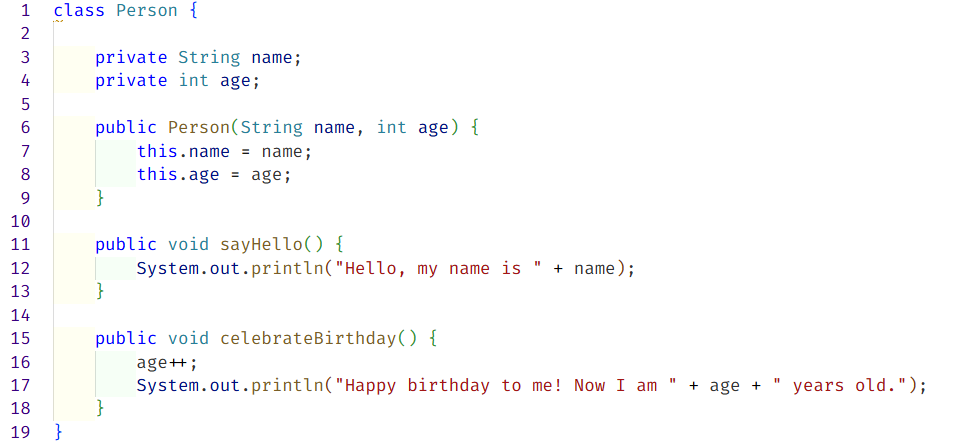 1 class Person {
2
3     private String name;
4     private int age;
5
6     public Person(String name, int age) {
7         this.name = name;
8         this.age = age;
9     }
10
11     public void sayHello() {
12         System.out.println("Hello, my name is " + name);
13     }
14
15     public void celebrateBirthday() {
16         age++;
17         System.out.println("Happy birthday to me! Now I am " + age + " years old.");
18     }
19 }